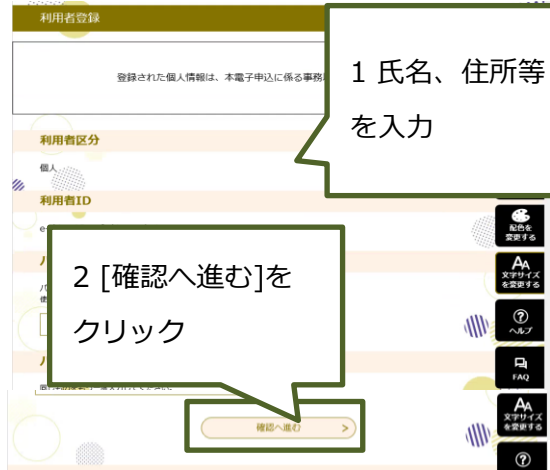 利用者登録
登録された個人情報は、本電子申込に係る事務
1 氏名、住所等
を入力
利用者区分
個人
利用者ID
配色を
変更する
文字サイズ
を変更する
ヘルプ
FAQ
2 [確認へ進む]を
クリック
確認へ進む
文字サイズ
を変更する